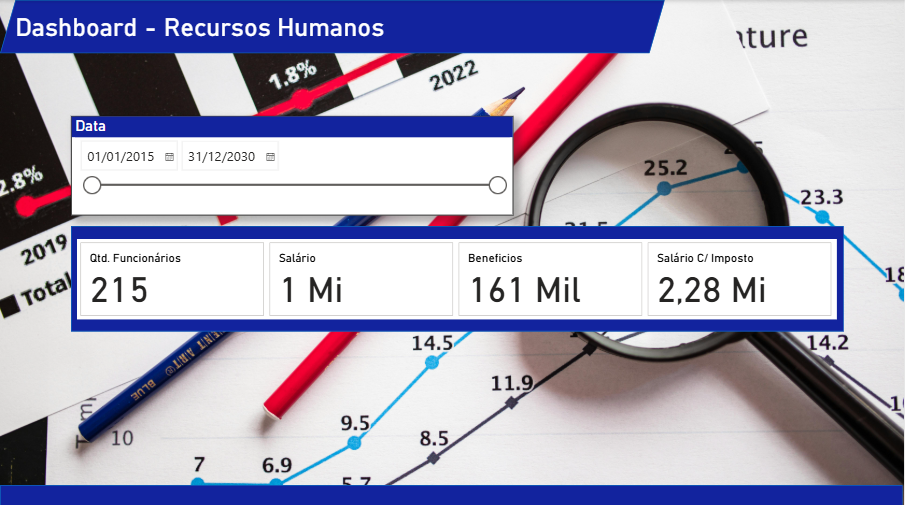 Dashboard - Recursos Humanos
ature
1.8%
2022
Data
01/01/2015 31/12/2030
2.8%
25.2
23.3
2019
Total
Qtd. Funcionários
215
Salário
1 Mi
Beneficios
161 Mil
Salário C/ Imposto
2,28 Mi
14.5
14.2
BLUE
11.9
10
9.5
8.5
7
6.9
5.7